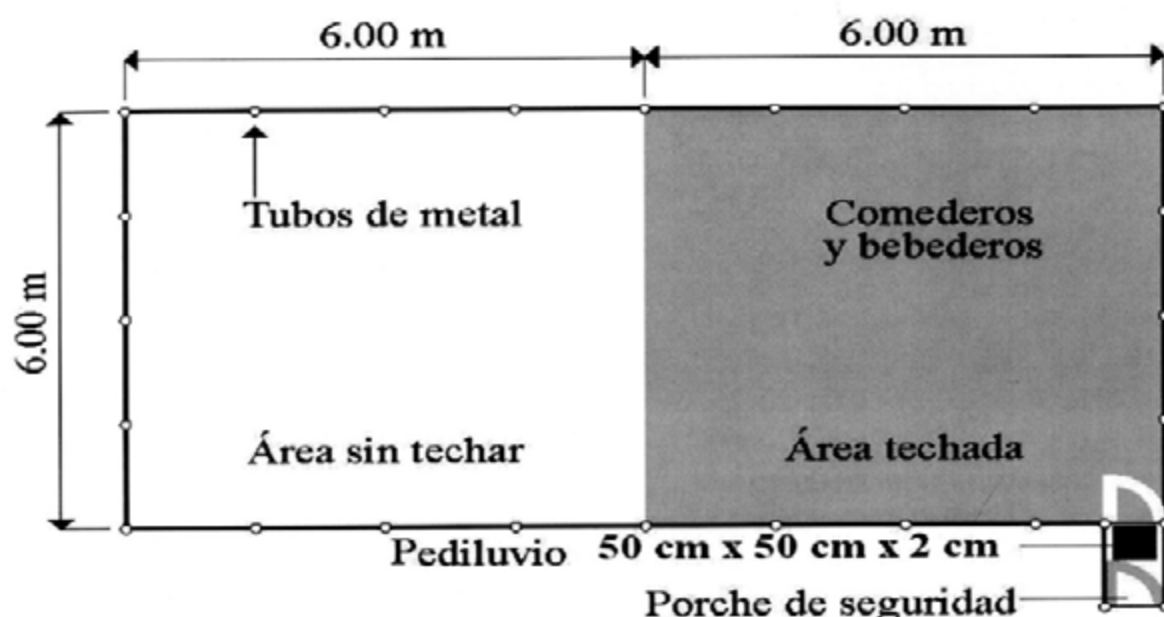 6.00 m
6.00 m
6.00 m
Tubos de metal
Comederos
y bebederos
Área sin techar
Área techada
Pediluvio 50 cm x 50 cm x 2 cm
Porche de seguridad